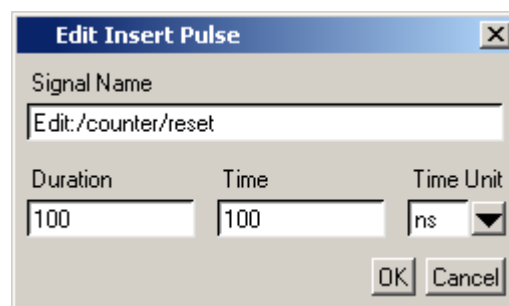 Edit Insert Pulse
Signal Name
Edit:/counter/reset
Duration Time Time Unit
100 100 ns
OK Cancel